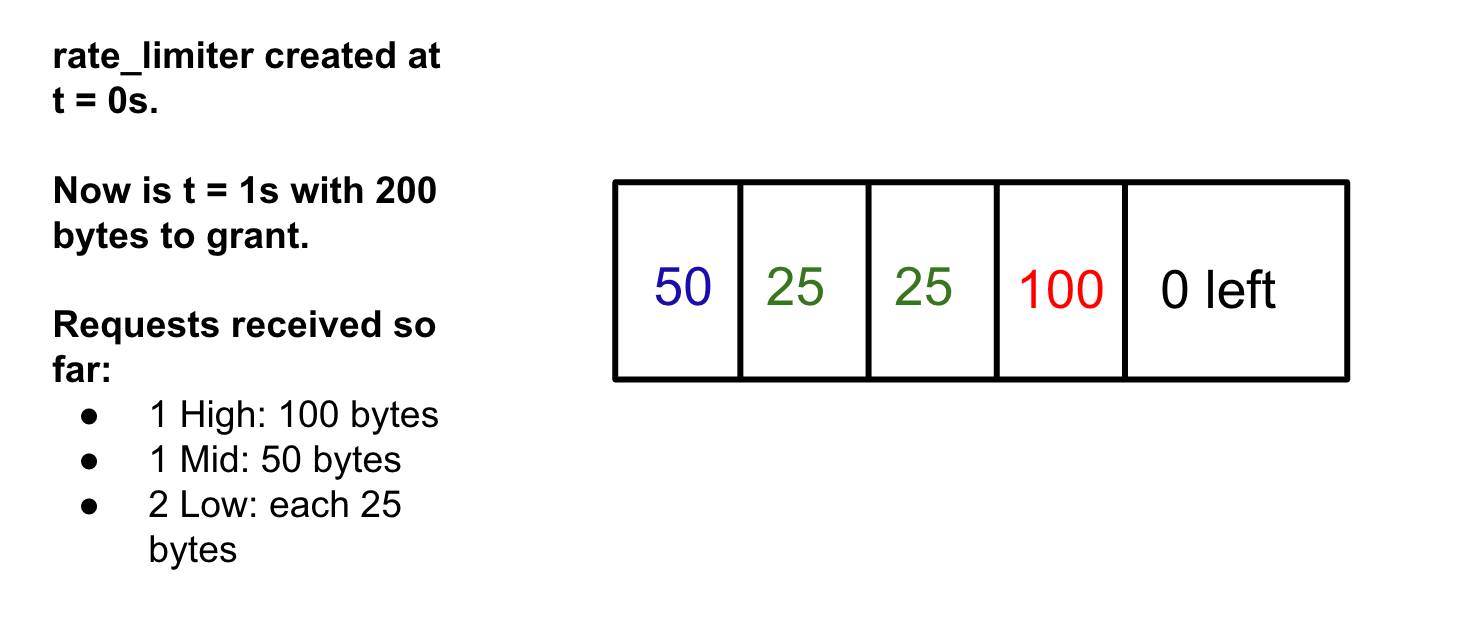 rate_limiter created at
t = 0s.
Now is t = 1s with 200
bytes to grant.
Requests received so
far:
● 1 High: 100 bytes
● 1 Mid: 50 bytes
● 2 Low: each 25
bytes
50 25 25 100 0 left